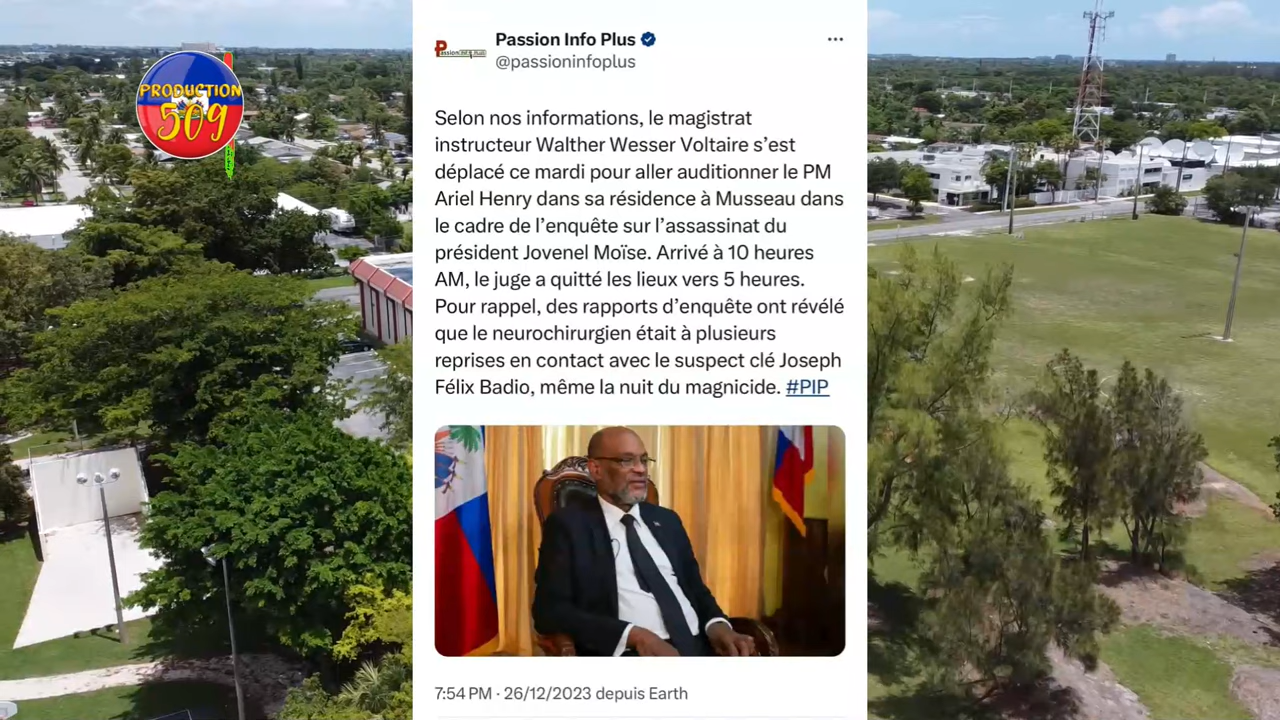 PRODUCTION
509
Passion Info Plus
@passioninfoplus
Selon nos informations, le magistrat
instructeur Walther Wesser Voltaire s’est
déplacé ce mardi pour aller auditionner le PM
Ariel Henry dans sa résidence à Musseau dans
le cadre de l’enquête sur l’assassinat du
président Jovenel Moïse. Arrivé à 10 heures
AM, le juge a quitté les lieux vers 5 heures.
Pour rappel, des rapports d’enquête ont révélé
que le neurochirurgien était à plusieurs
reprises en contact avec le suspect clé Joseph
Félix Badio, même la nuit du magnicide. #PIP
7:54 PM · 26/12/2023 depuis Earth